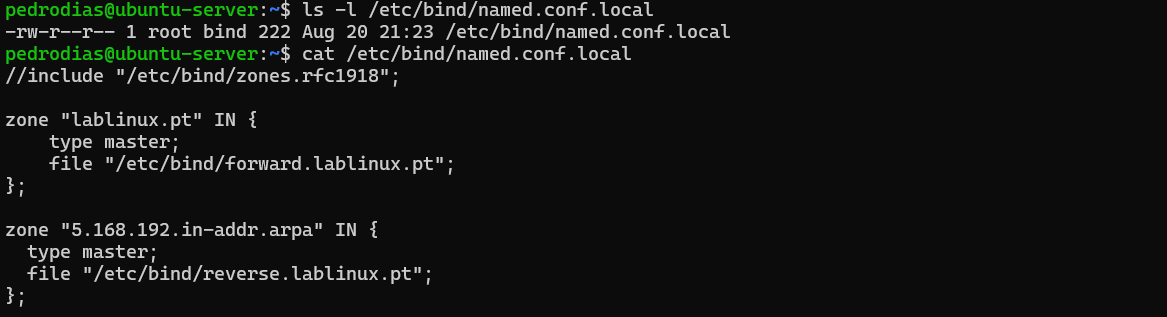 pedrodias@ubuntu-server:~$ ls -l /etc/bind/named.conf.local
-rw-r--r-- 1 root bind 222 Aug 20 21:23 /etc/bind/named.conf.local
pedrodias@ubuntu-server:~$ cat /etc/bind/named.conf.local
//include "/etc/bind/zones.rfc1918";

zone "lablinux.pt" IN {
    type master;
    file "/etc/bind/forward.lablinux.pt";
};

zone "5.168.192.in-addr.arpa" IN {
  type master;
  file "/etc/bind/reverse.lablinux.pt";
};